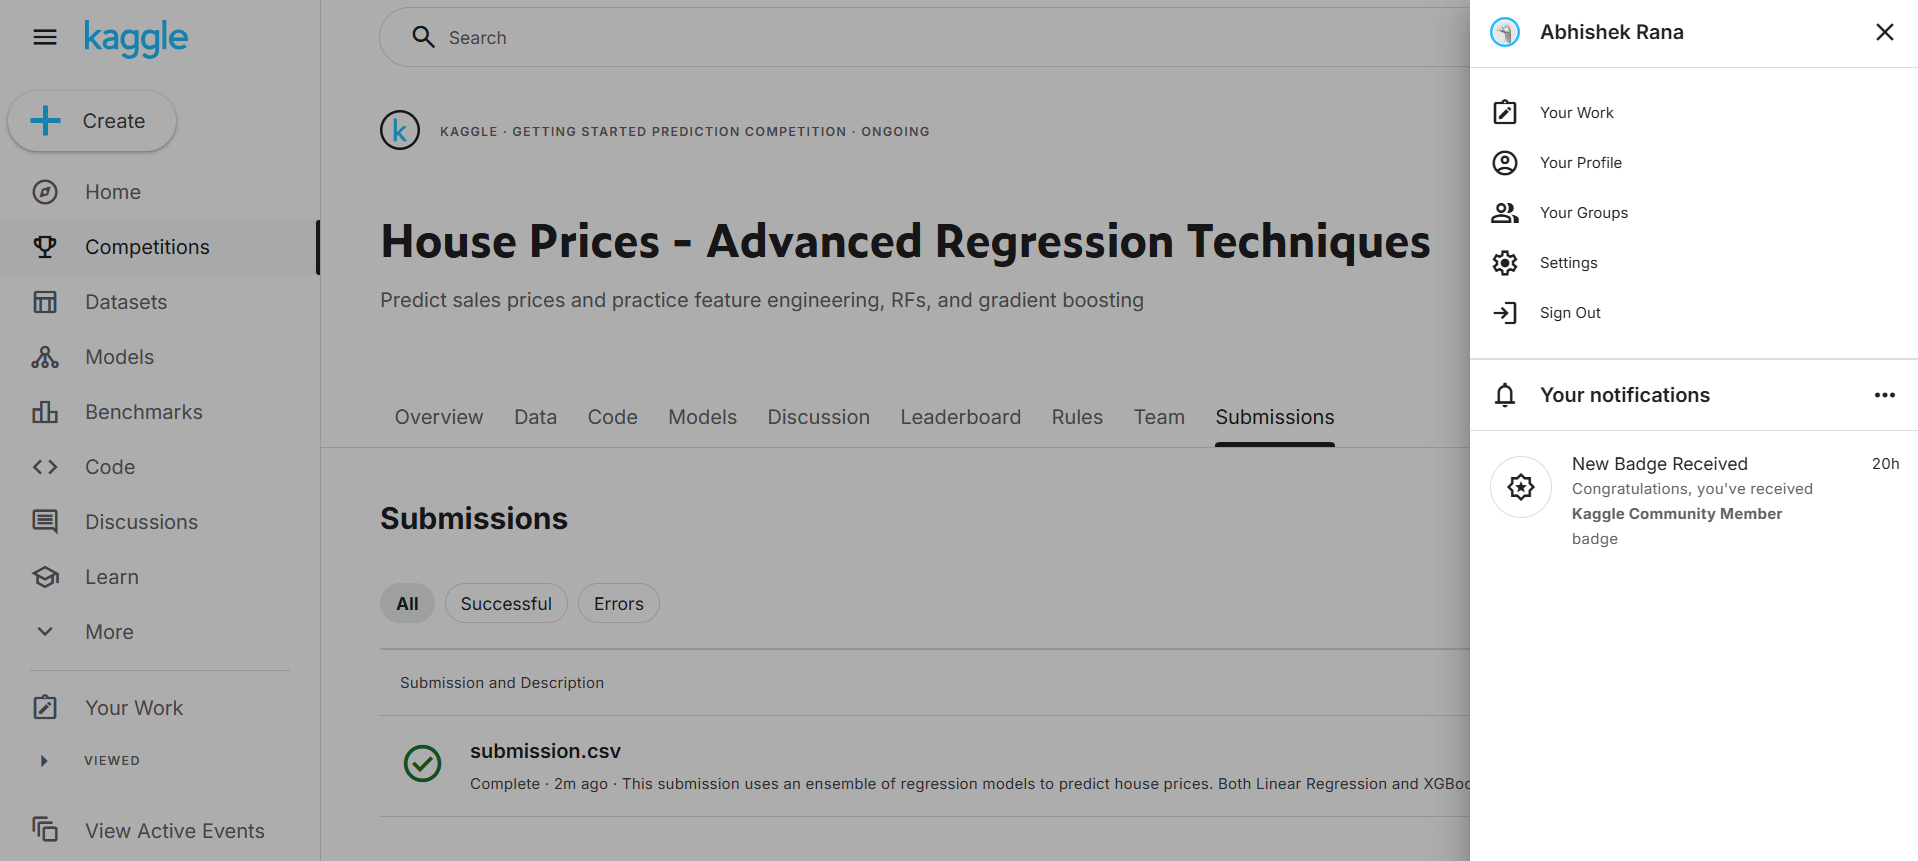 kaggle
Create
Home
Competitions
Datasets
Models
Benchmarks
Code
Discussions
Learn
More
Your Work
VIEWED
View Active Events
Search
k
KAGGLE · GETTING STARTED PREDICTION COMPETITION · ONGOING
House Prices - Advanced Regression Techniques
Predict sales prices and practice feature engineering, RFs, and gradient boosting
Overview Data Code Models Discussion Leaderboard Rules Team Submissions
Submissions
All Successful Errors
Submission and Description
submission.csv
Complete · 2m ago · This submission uses an ensemble of regression models to predict house prices. Both Linear Regression and XGBoo
Abhishek Rana
Your Work
Your Profile
Your Groups
Settings
Sign Out
Your notifications
New Badge Received 20h
Congratulations, you've received
Kaggle Community Member
badge